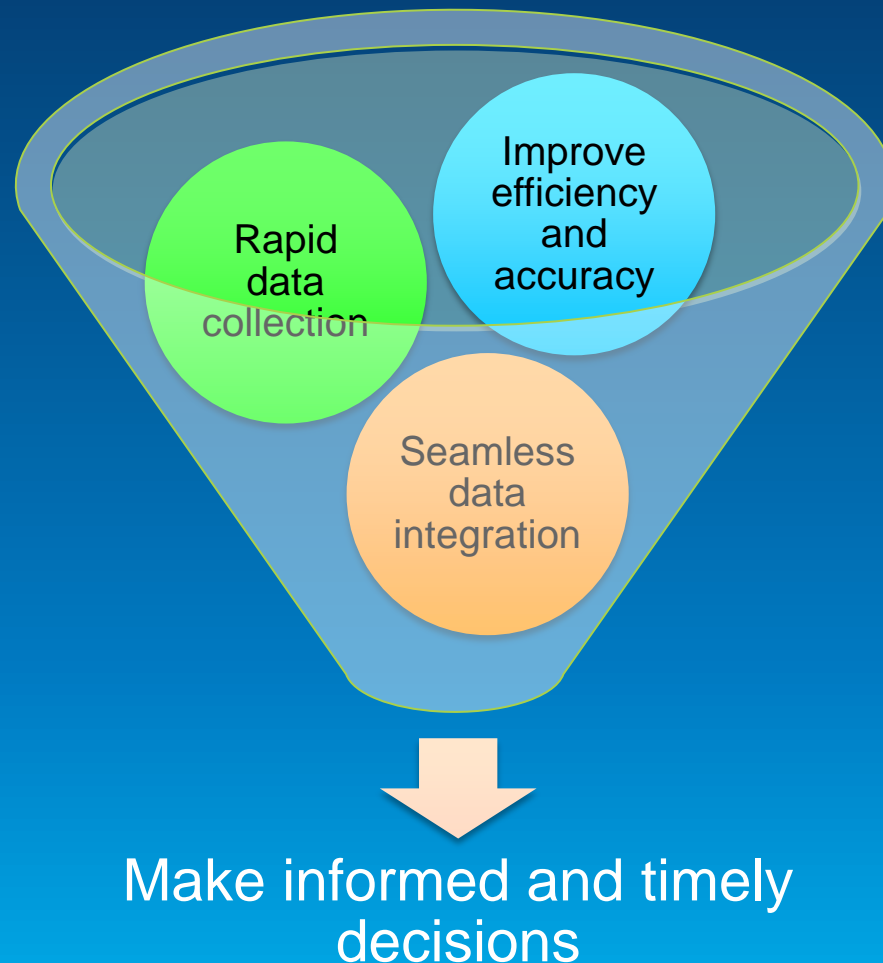 Improve
efficiency
and
accuracy
Rapid
data
collection
Seamless
data
integration
Make informed and timely
decisions